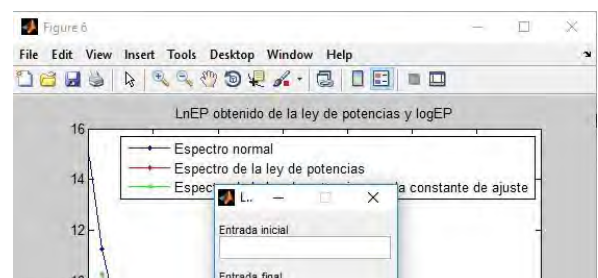 Figure 6
File Edit View Insert Tools Desktop Window Help
LnEP obtenido de la ley de potencias y logEP
16
Espectro normal
Espectro de la ley de potencias
la constante de ajuste
14
L..
Entrada inicial
12
Entrada final